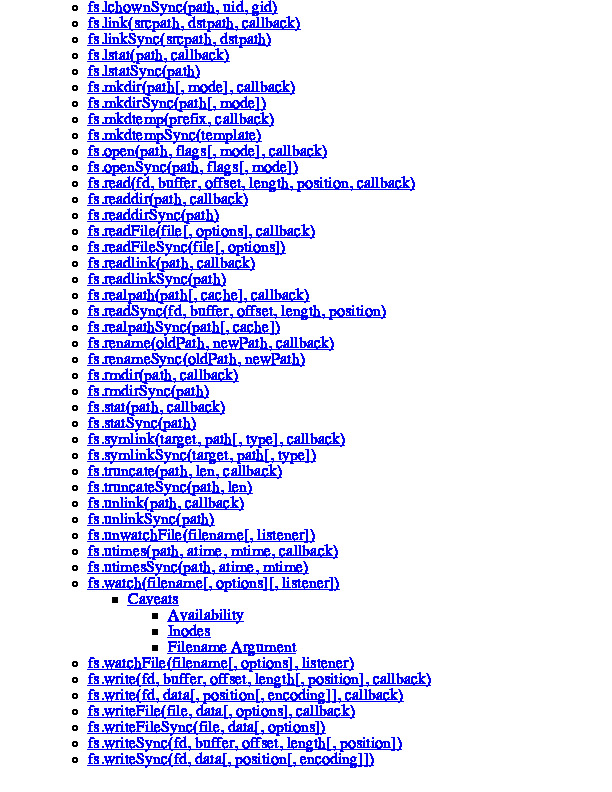 fs.lchownSync(path, uid, gid)
fs.link(srcpath, dstpath, callback)
fs.linkSync(srcpath, dstpath)
fs.lstat(path, callback)
fs.lstatSync(path)
fs.mkdir(path[, mode], callback)
fs.mkdirSync(path[, mode])
fs.mkdtemp(prefix, callback)
fs.mkdtempSync(template)
fs.open(path, flags[, mode], callback)
fs.openSync(path, flags[, mode])
fs.read(fd, buffer, offset, length, position, callback)
fs.readdir(path, callback)
fs.readdirSync(path)
fs.readFile(file[, options], callback)
fs.readFileSync(file[, options])
fs.readlink(path, callback)
fs.readlinkSync(path)
fs.realpath(path[, cache], callback)
fs.readSync(fd, buffer, offset, length, position)
fs.realpathSync(path[, cache])
fs.rename(oldPath, newPath, callback)
fs.renameSync(oldPath, newPath)
fs.rmdir(path, callback)
fs.rmdirSync(path)
fs.stat(path, callback)
fs.statSync(path)
fs.symlink(target, path[, type], callback)
fs.symlinkSync(target, path[, type])
fs.truncate(path, len, callback)
fs.truncateSync(path, len)
fs.unlink(path, callback)
fs.unlinkSync(path)
fs.unwatchFile(filename[, listener])
fs.utimes(path, atime, mtime, callback)
fs.utimesSync(path, atime, mtime)
fs.watch(filename[, options][, listener])
Caveats
Availability
Inodes
Filename Argument
fs.watchFile(filename[, options], listener)
fs.write(fd, buffer, offset, length[, position], callback)
fs.write(fd, data[, position[, encoding]], callback)
fs.writeFile(file, data[, options], callback)
fs.writeFileSync(file, data[, options])
fs.writeSync(fd, buffer, offset, length[, position])
fs.writeSync(fd, data[, position[, encoding]])